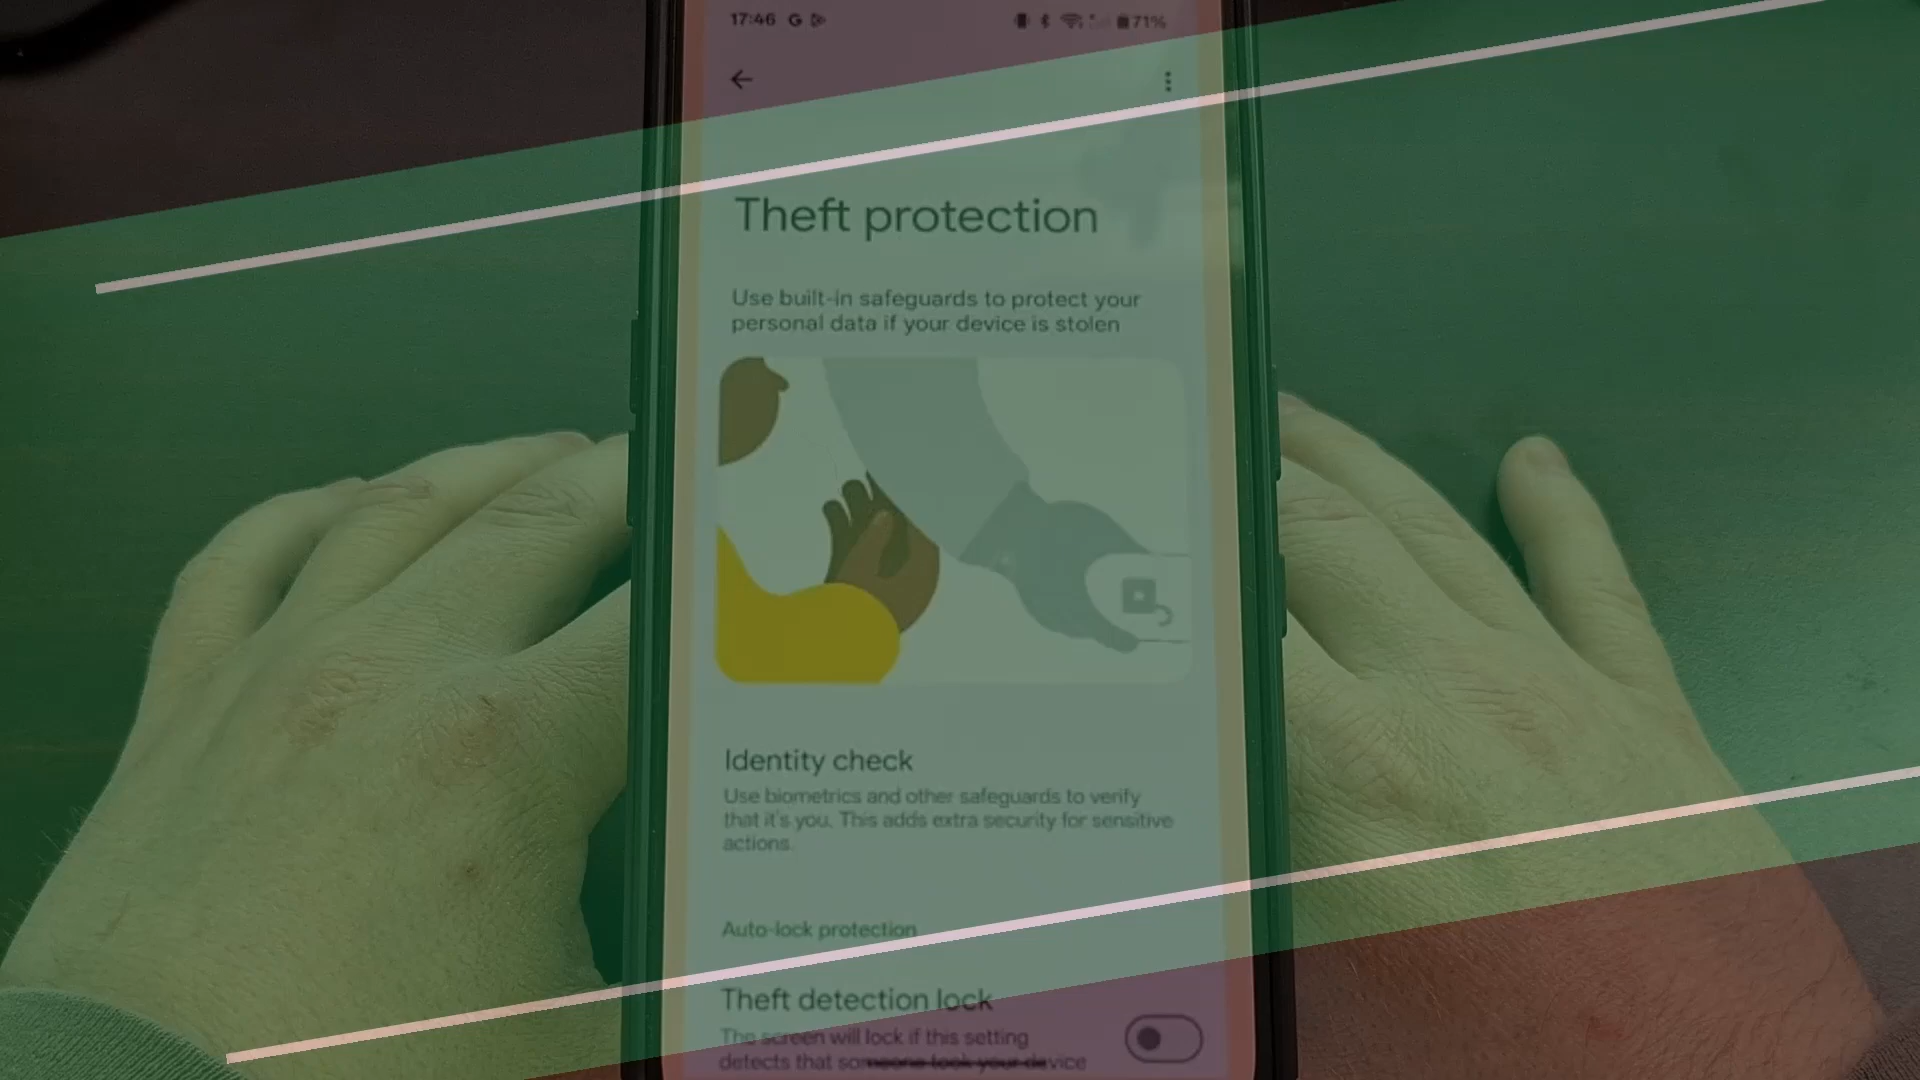 17:46 G 71%
Theft protection
Use built-in safeguards to protect your
personal data if your device is stolen
Identity check
Use biometrics and other safeguards to verify
that it's you. This adds extra security for sensitive
actions.
Auto-lock protection
Theft detection lock
The screen will lock if this setting
detects that someone took your device